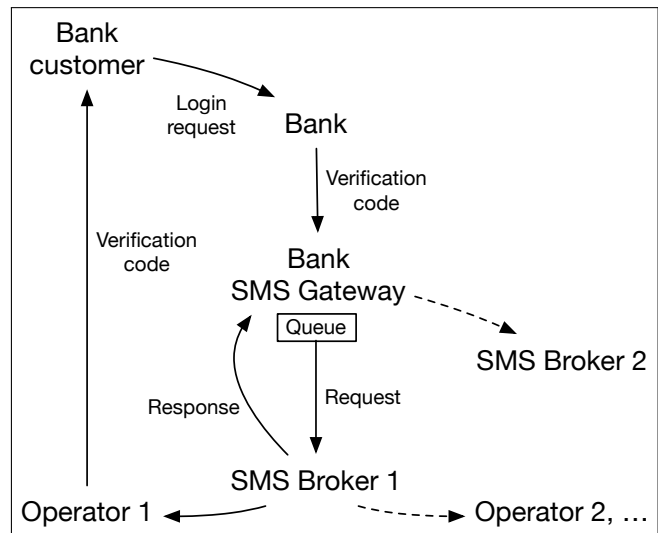 Bank
customer
Login
request
Bank
Verification
code
Verification
code
Bank
SMS Gateway
Queue
SMS Broker 2
Response
Request
SMS Broker 1
Operator 1
Operator 2, ...